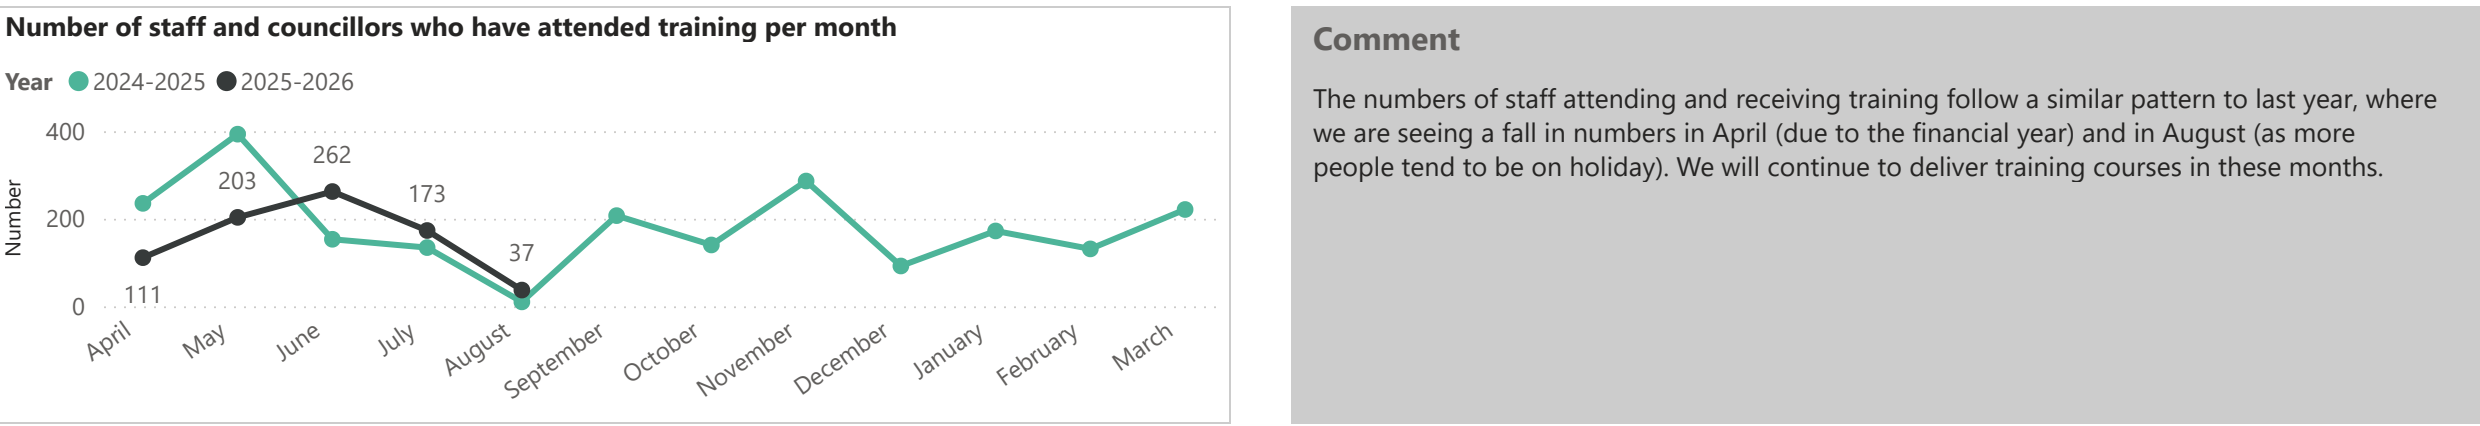 Number of staff and councillors who have attended training per month
Year 2024-2025 2025-2026
400
200
0
Number
203
262
173
37
111
April
May
June
July
August
September
October
November
December
January
February
March
Comment
The numbers of staff attending and receiving training follow a similar pattern to last year, where
we are seeing a fall in numbers in April (due to the financial year) and in August (as more
people tend to be on holiday). We will continue to deliver training courses in these months.